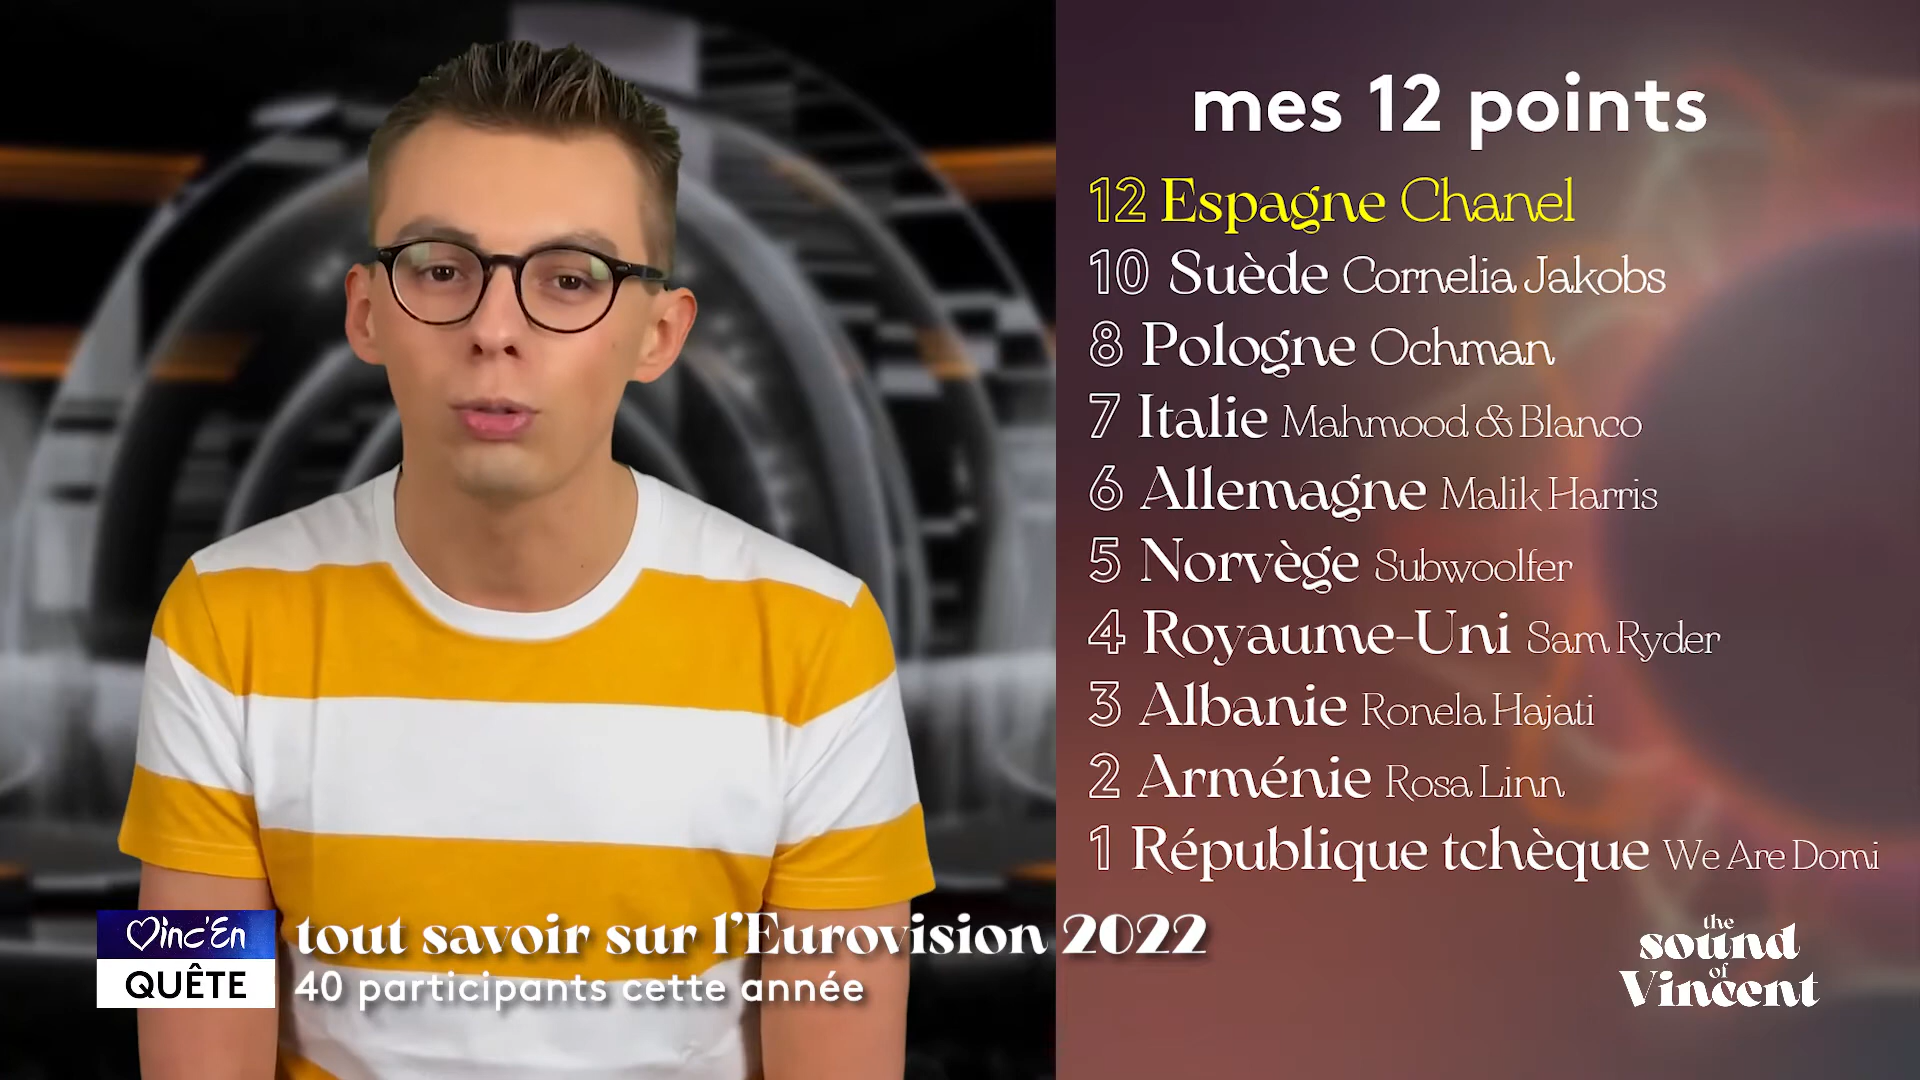 mes 12 points
12 Espagne Chanel
10 Suède Cornelia Jakobs
8 Pologne Ochman
7 Italie Mahmood & Blanco
6 Allemagne Malik Harris
5 Norvège Subwoolfer
4 Royaume-Uni Sam Ryder
3 Albanie Ronela Hajati
2 Arménie Rosa Linn
1 République tchèque We Are Domi
Vinc'En
QUÊTE
tout savoir sur l'Eurovision 2022
40 participants cette année
the
sound
of
Vincent